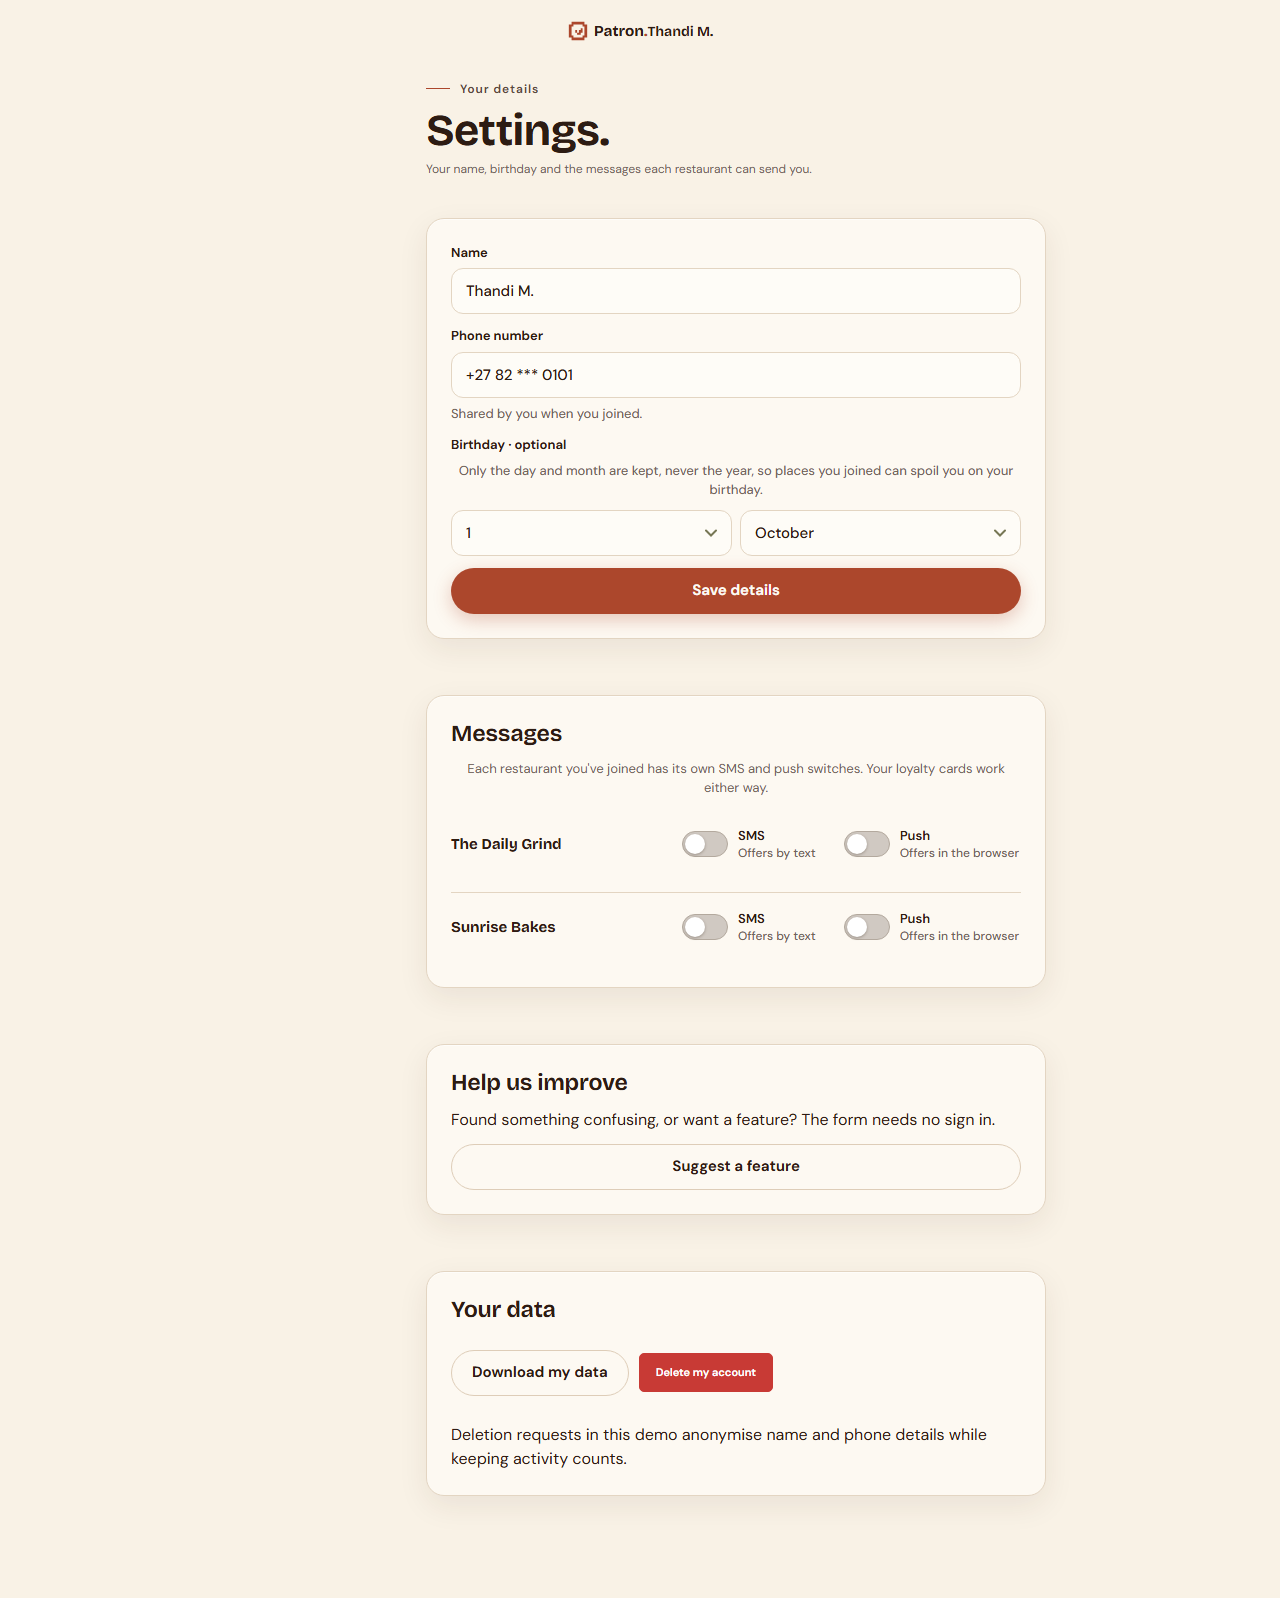 Patron.Thandi M.
Your details
Settings.
Your name, birthday and the messages each restaurant can send you.
Name
Thandi M.
Phone number
+27 82 *** 0101
Shared by you when you joined.
Birthday · optional
Only the day and month are kept, never the year, so places you joined can spoil you on your
birthday.
1
October
Save details
Messages
Each restaurant you've joined has its own SMS and push switches. Your loyalty cards work
either way.
The Daily Grind
SMS
Offers by text
Push
Offers in the browser
Sunrise Bakes
SMS
Offers by text
Push
Offers in the browser
Help us improve
Found something confusing, or want a feature? The form needs no sign in.
Suggest a feature
Your data
Download my data
Delete my account
Deletion requests in this demo anonymise name and phone details while
keeping activity counts.